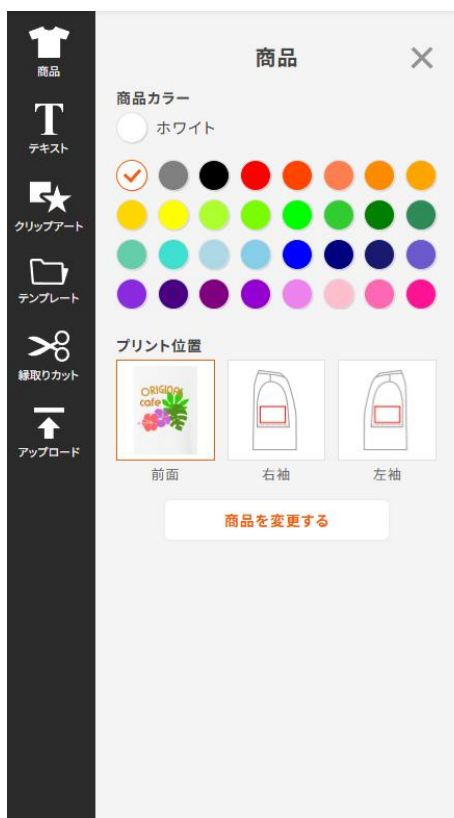 商品
テキスト
クリップアート
テンプレート
縁取りカット
アップロード
商品
商品カラー
ホワイト
プリント位置
ORIGINAL
cafe
前面
右袖
左袖
商品を変更する